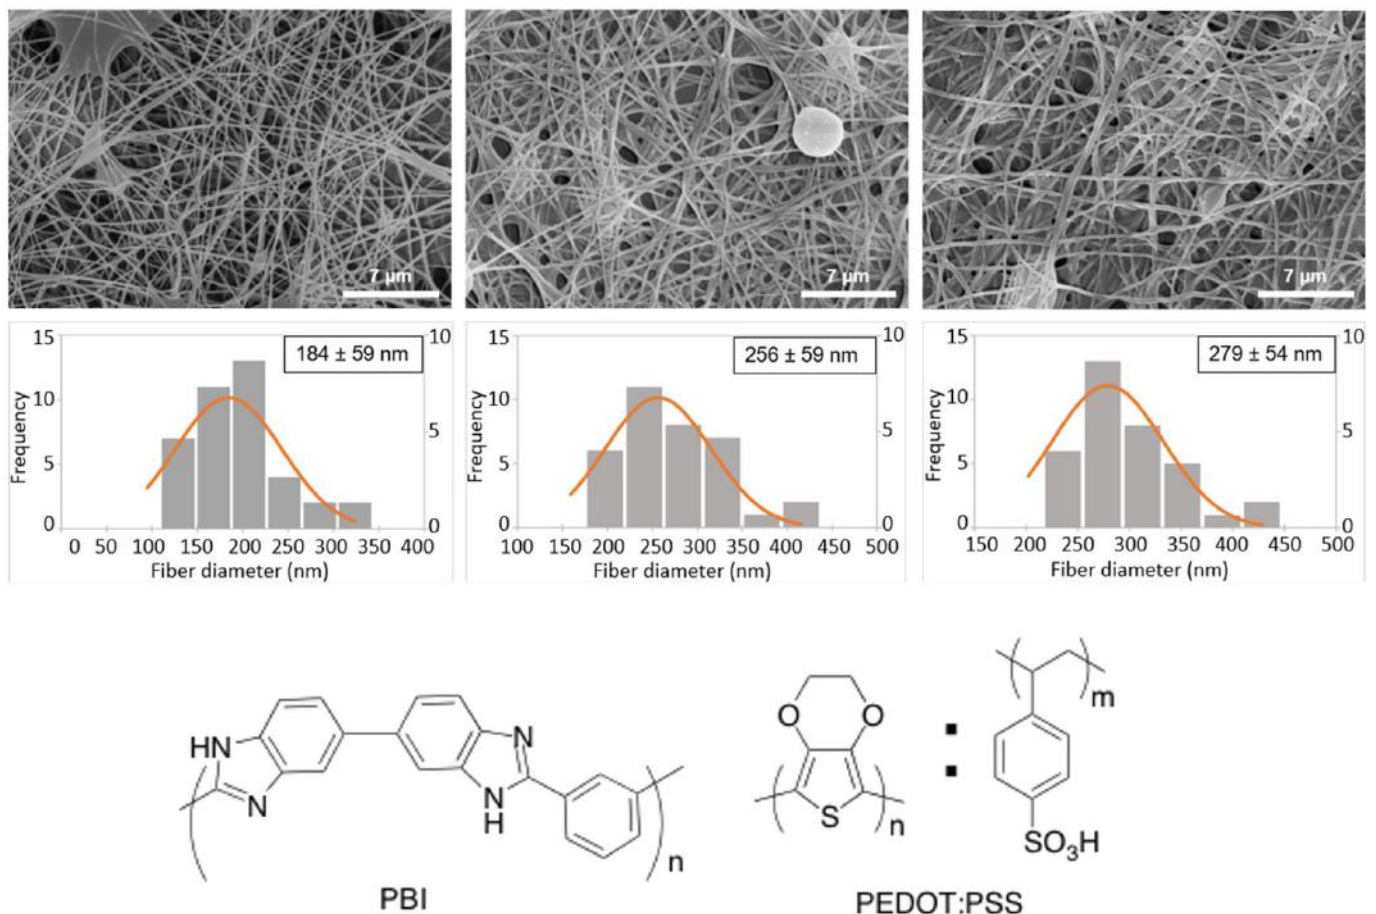 7 µm
7 µm
7 µm
184 ± 59 nm
15
10
5
0
Frequency
10
5
0
0 50 100 150 200 250 300 350 400
Fiber diameter (nm)
256 ± 59 nm
15
10
5
0
Frequency
10
5
0
100 150 200 250 300 350 400 450 500
Fiber diameter (nm)
279 ± 54 nm
15
10
5
0
Frequency
10
5
0
150 200 250 300 350 400 450 500
Fiber diameter (nm)
HN
N
N
N
H
n
PBI
O O
S
n
:
m
SO3H
PEDOT:PSS